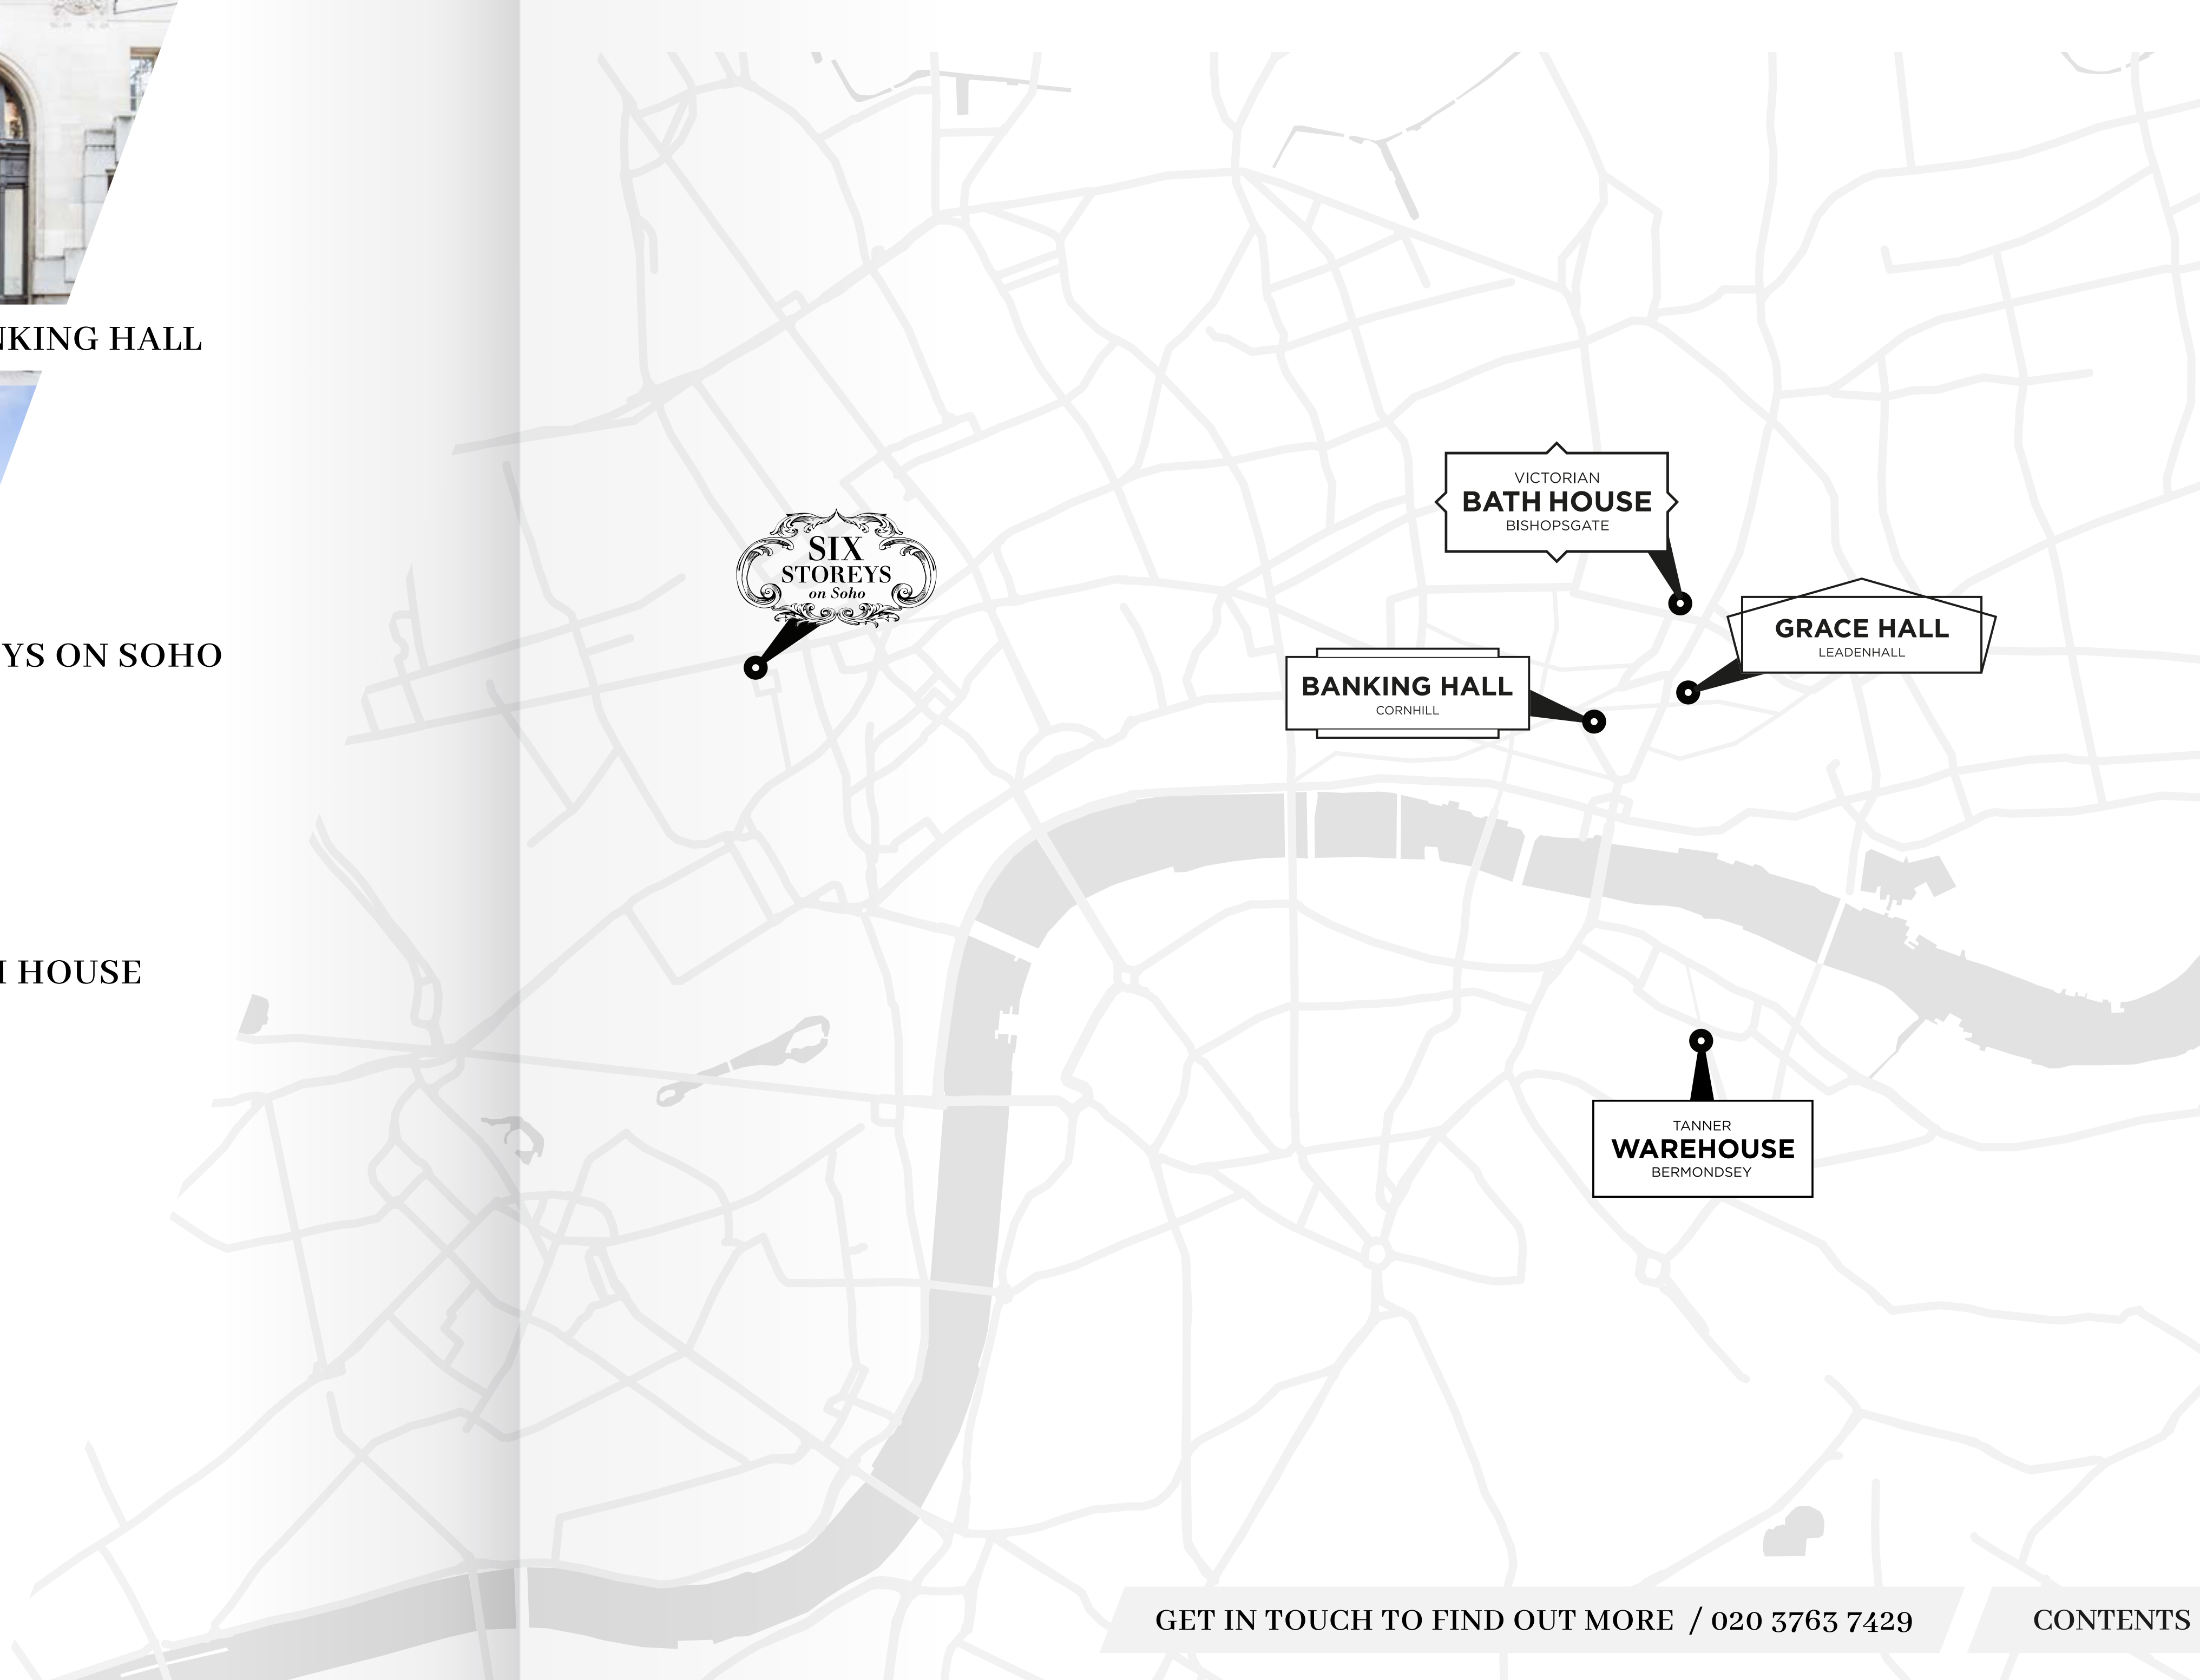 NKING HALL
YS ON SOHO
H HOUSE
SIX
STOREYS
on Soho
VICTORIAN
BATH HOUSE
BISHOPSGATE
GRACE HALL
LEADENHALL
BANKING HALL
CORNHILL
TANNER
WAREHOUSE
BERMONDSEY
GET IN TOUCH TO FIND OUT MORE / 020 3763 7429
CONTENTS